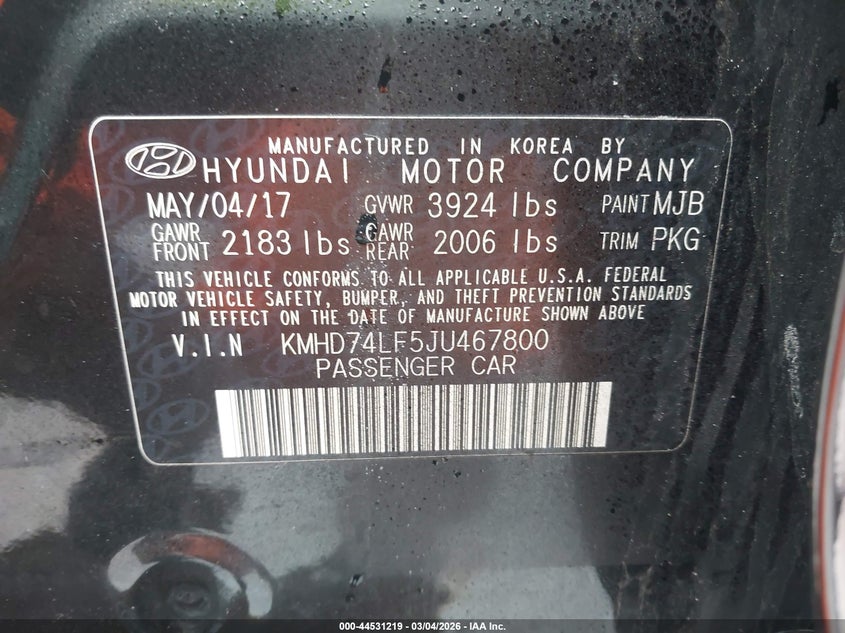 MANUFACTURED IN KOREA BY
HYUNDAI MOTOR COMPANY
MAY/04/17 GVWR 3924 lbs PAINT MJB
GAWR FRONT 2183 lbs GAWR REAR 2006 lbs TRIM PKG
THIS VEHICLE CONFORMS TO ALL APPLICABLE U.S.A. FEDERAL
MOTOR VEHICLE SAFETY, BUMPER, AND THEFT PREVENTION STANDARDS
IN EFFECT ON THE DATE OF MANUFACTURE SHOWN ABOVE
V.I.N KMHD74LF5JU467800
PASSENGER CAR
000-44531219 - 03/04/2026 - IAA Inc.